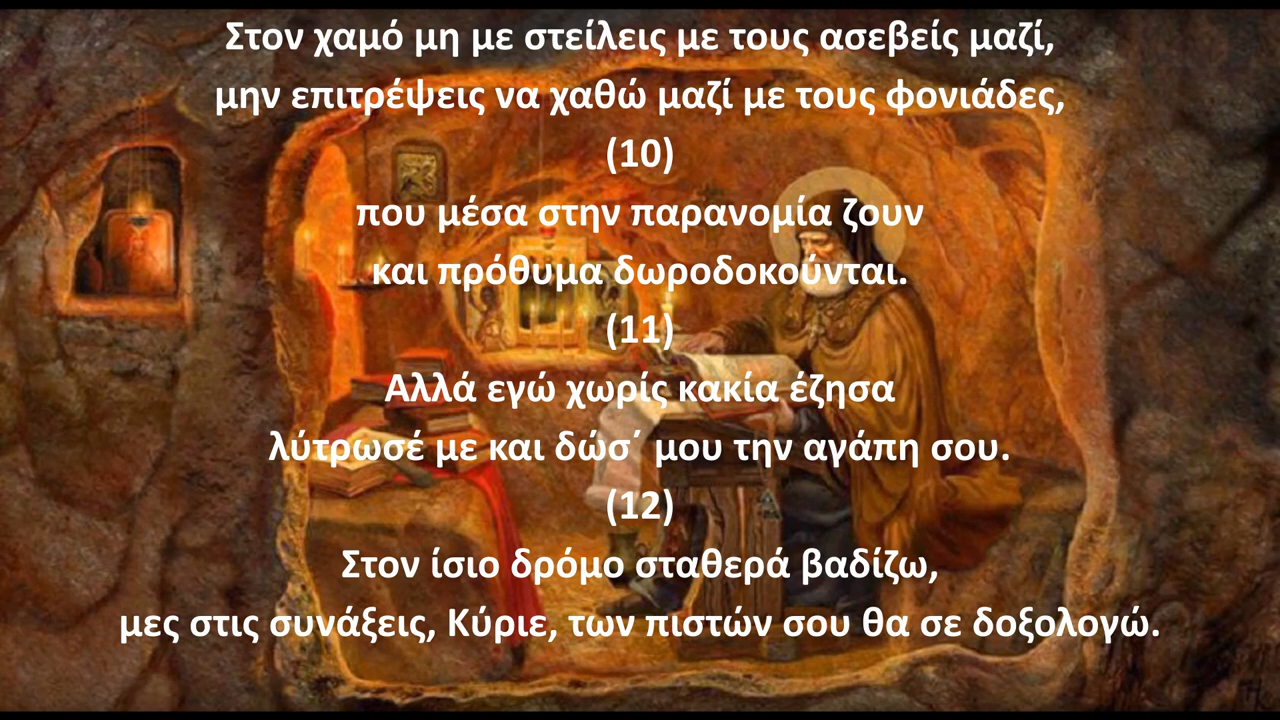 Στον χαμό μη με στείλεις με τους ασεβείς μαζί,
μην επιτρέψεις να χαθώ μαζί με τους φονιάδες,
(10)
που μέσα στην παρανομία ζουν
και πρόθυμα δωροδοκούνται.
(11)
Αλλά εγώ χωρίς κακία έζησα
λύτρωσέ με και δώσ΄ μου την αγάπη σου.
(12)
Στον ίσιο δρόμο σταθερά βαδίζω,
μες στις συνάξεις, Κύριε, των πιστών σου θα σε δοξολογώ.